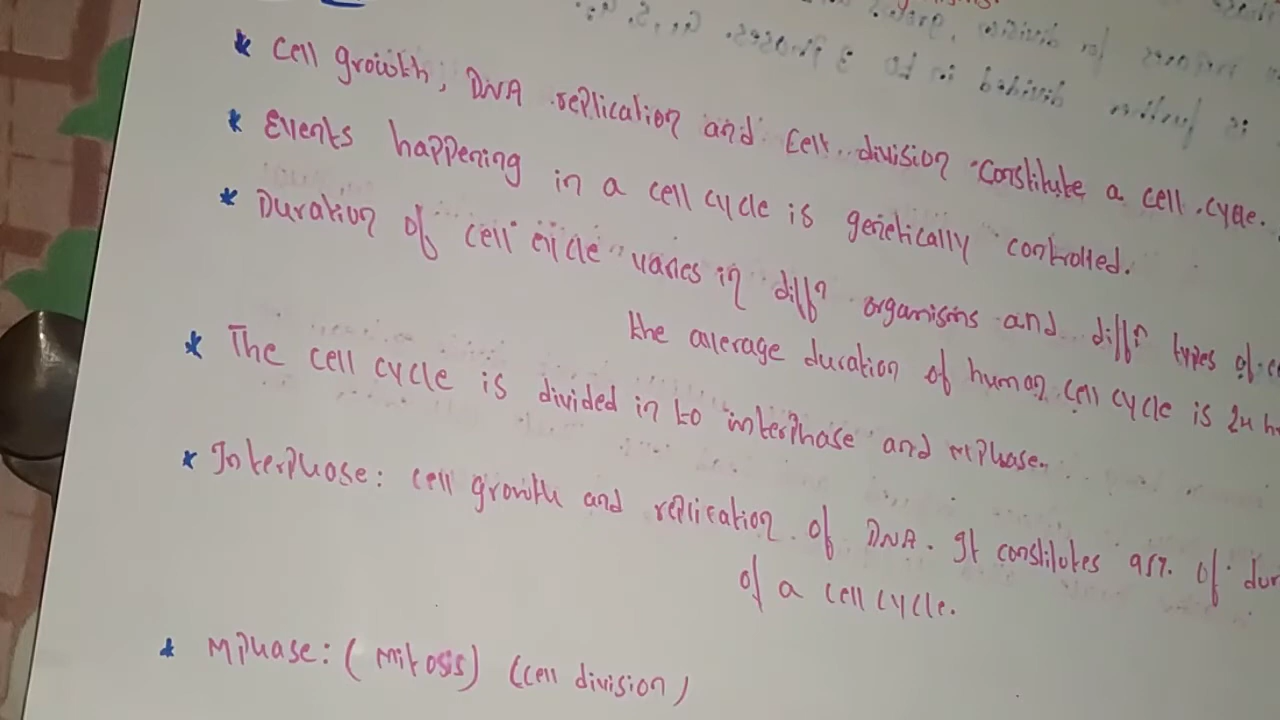 * Cell growth, DNA replication and Cell division constitute a cell cycle.
* Events happening in a cell cycle is genetically controlled.
* Duration of cell cicle varies in diffn organisms and diffn types of
the average duration of human cell cycle is 24 h
* The cell cycle is divided in to interphase and Mphase.
* Interphase: cell growth and replication of DNA. It constitutes 95% of dur
of a cell cycle.
* Mphase: (Mitosis) (cell division)